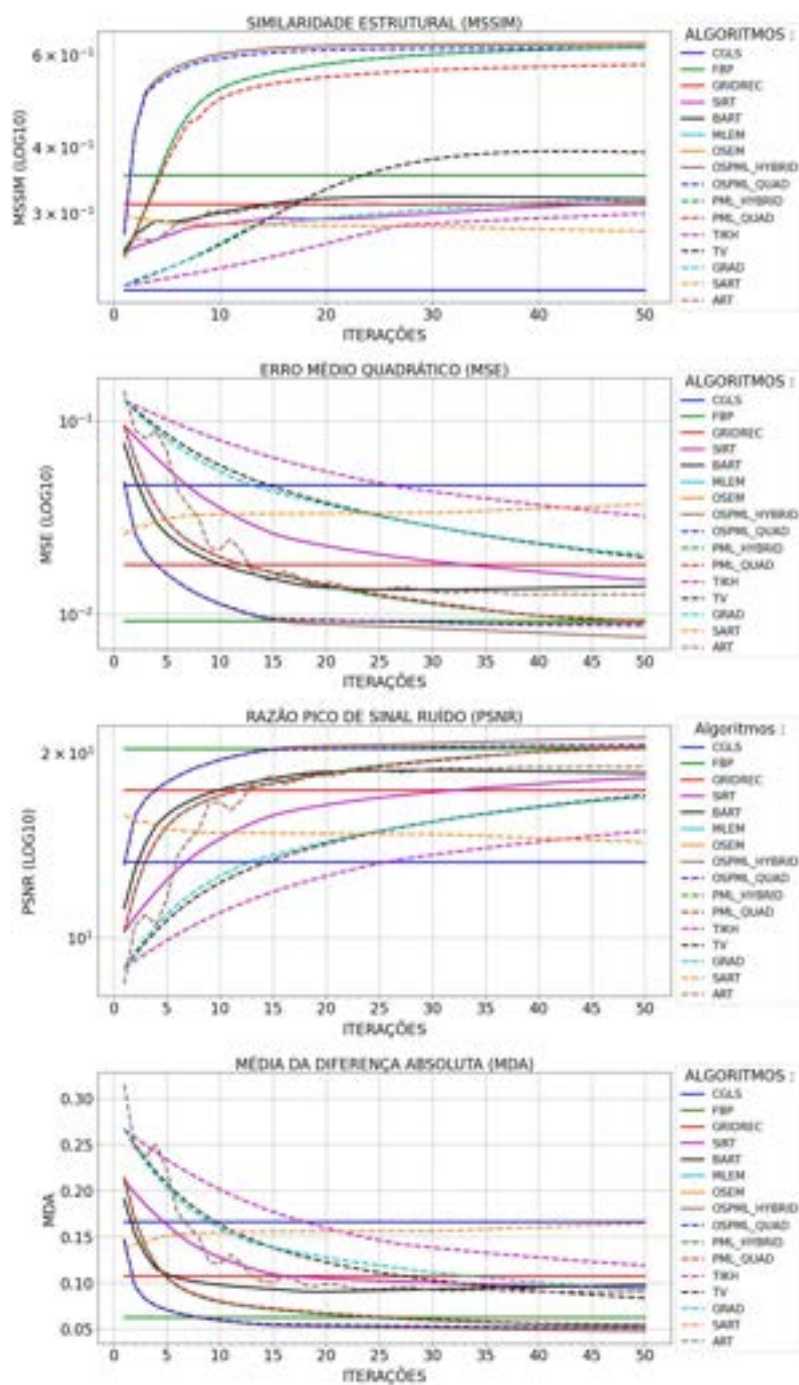 SIMILARIDADE ESTRUTURAL (MSSIM)
MSSIM (LOG10)
6 × 10⁻¹
4 × 10⁻¹
3 × 10⁻¹
0 5 10 15 20 25 30 35 40 45 50
ITERAÇÕES
ALGORITMOS :
CGLS
FBP
GRIDREC
SIRT
BART
MLEM
OSEM
OSPML_HYBRID
OSPML_QUAD
PML_HYBRID
PML_QUAD
TIKH
TV
GRAD
SART
ART
ERRO MÉDIO QUADRÁTICO (MSE)
MSE (LOG10)
10⁻¹
10⁻²
0 5 10 15 20 25 30 35 40 45 50
ITERAÇÕES
ALGORITMOS :
CGLS
FBP
GRIDREC
SIRT
BART
MLEM
OSEM
OSPML_HYBRID
OSPML_QUAD
PML_HYBRID
PML_QUAD
TIKH
TV
GRAD
SART
ART
RAZÃO PICO DE SINAL RUÍDO (PSNR)
PSNR (LOG10)
2 × 10¹
10¹
0 5 10 15 20 25 30 35 40 45 50
ITERAÇÕES
Algoritmos :
CGLS
FBP
GRIDREC
SIRT
BART
MLEM
OSEM
OSPML_HYBRID
OSPML_QUAD
PML_HYBRID
PML_QUAD
TIKH
TV
GRAD
SART
ART
MÉDIA DA DIFERENÇA ABSOLUTA (MDA)
MDA
0.30
0.25
0.20
0.15
0.10
0.05
0 5 10 15 20 25 30 35 40 45 50
ITERAÇÕES
ALGORITMOS :
CGLS
FBP
GRIDREC
SIRT
BART
MLEM
OSEM
OSPML_HYBRID
OSPML_QUAD
PML_HYBRID
PML_QUAD
TIKH
TV
GRAD
SART
ART